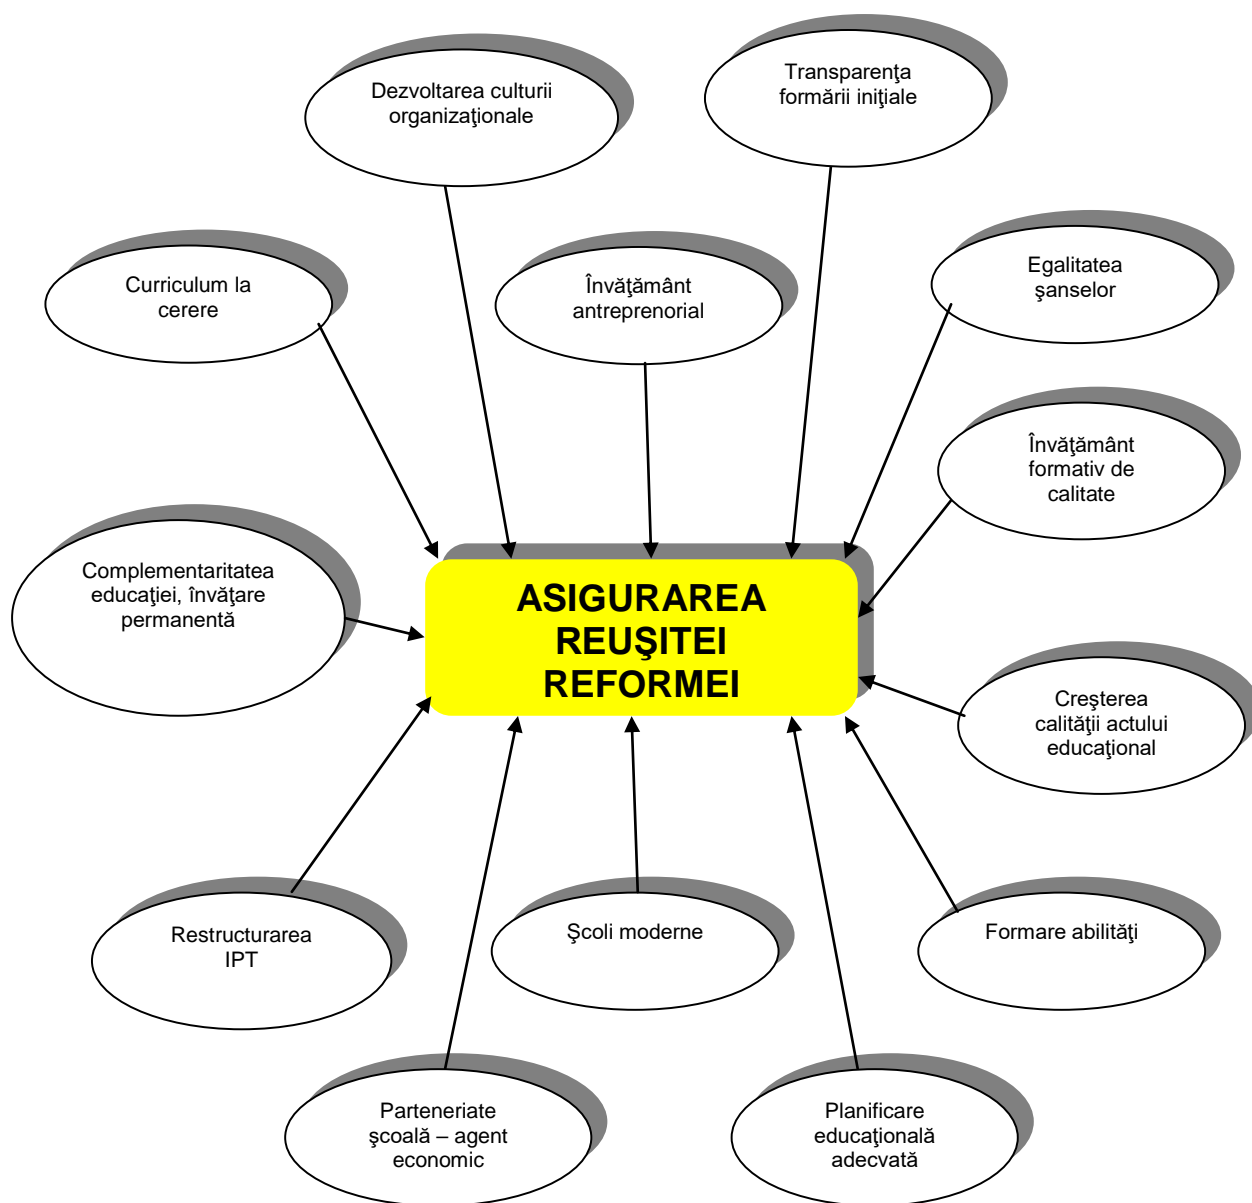 Dezvoltarea culturii
organizaţionale
Transparenţa
formării iniţiale
Curriculum la
cerere
Învăţământ
antreprenorial
Egalitatea
şanselor
Învăţământ
formativ de
calitate
Complementaritatea
educaţiei, învăţare
permanentă
ASIGURAREA
REUŞITEI
REFORMEI
Creşterea
calităţii actului
educaţional
Restructurarea
IPT
Şcoli moderne
Formare abilităţi
Parteneriate
şcoală – agent
economic
Planificare
educaţională
adecvată